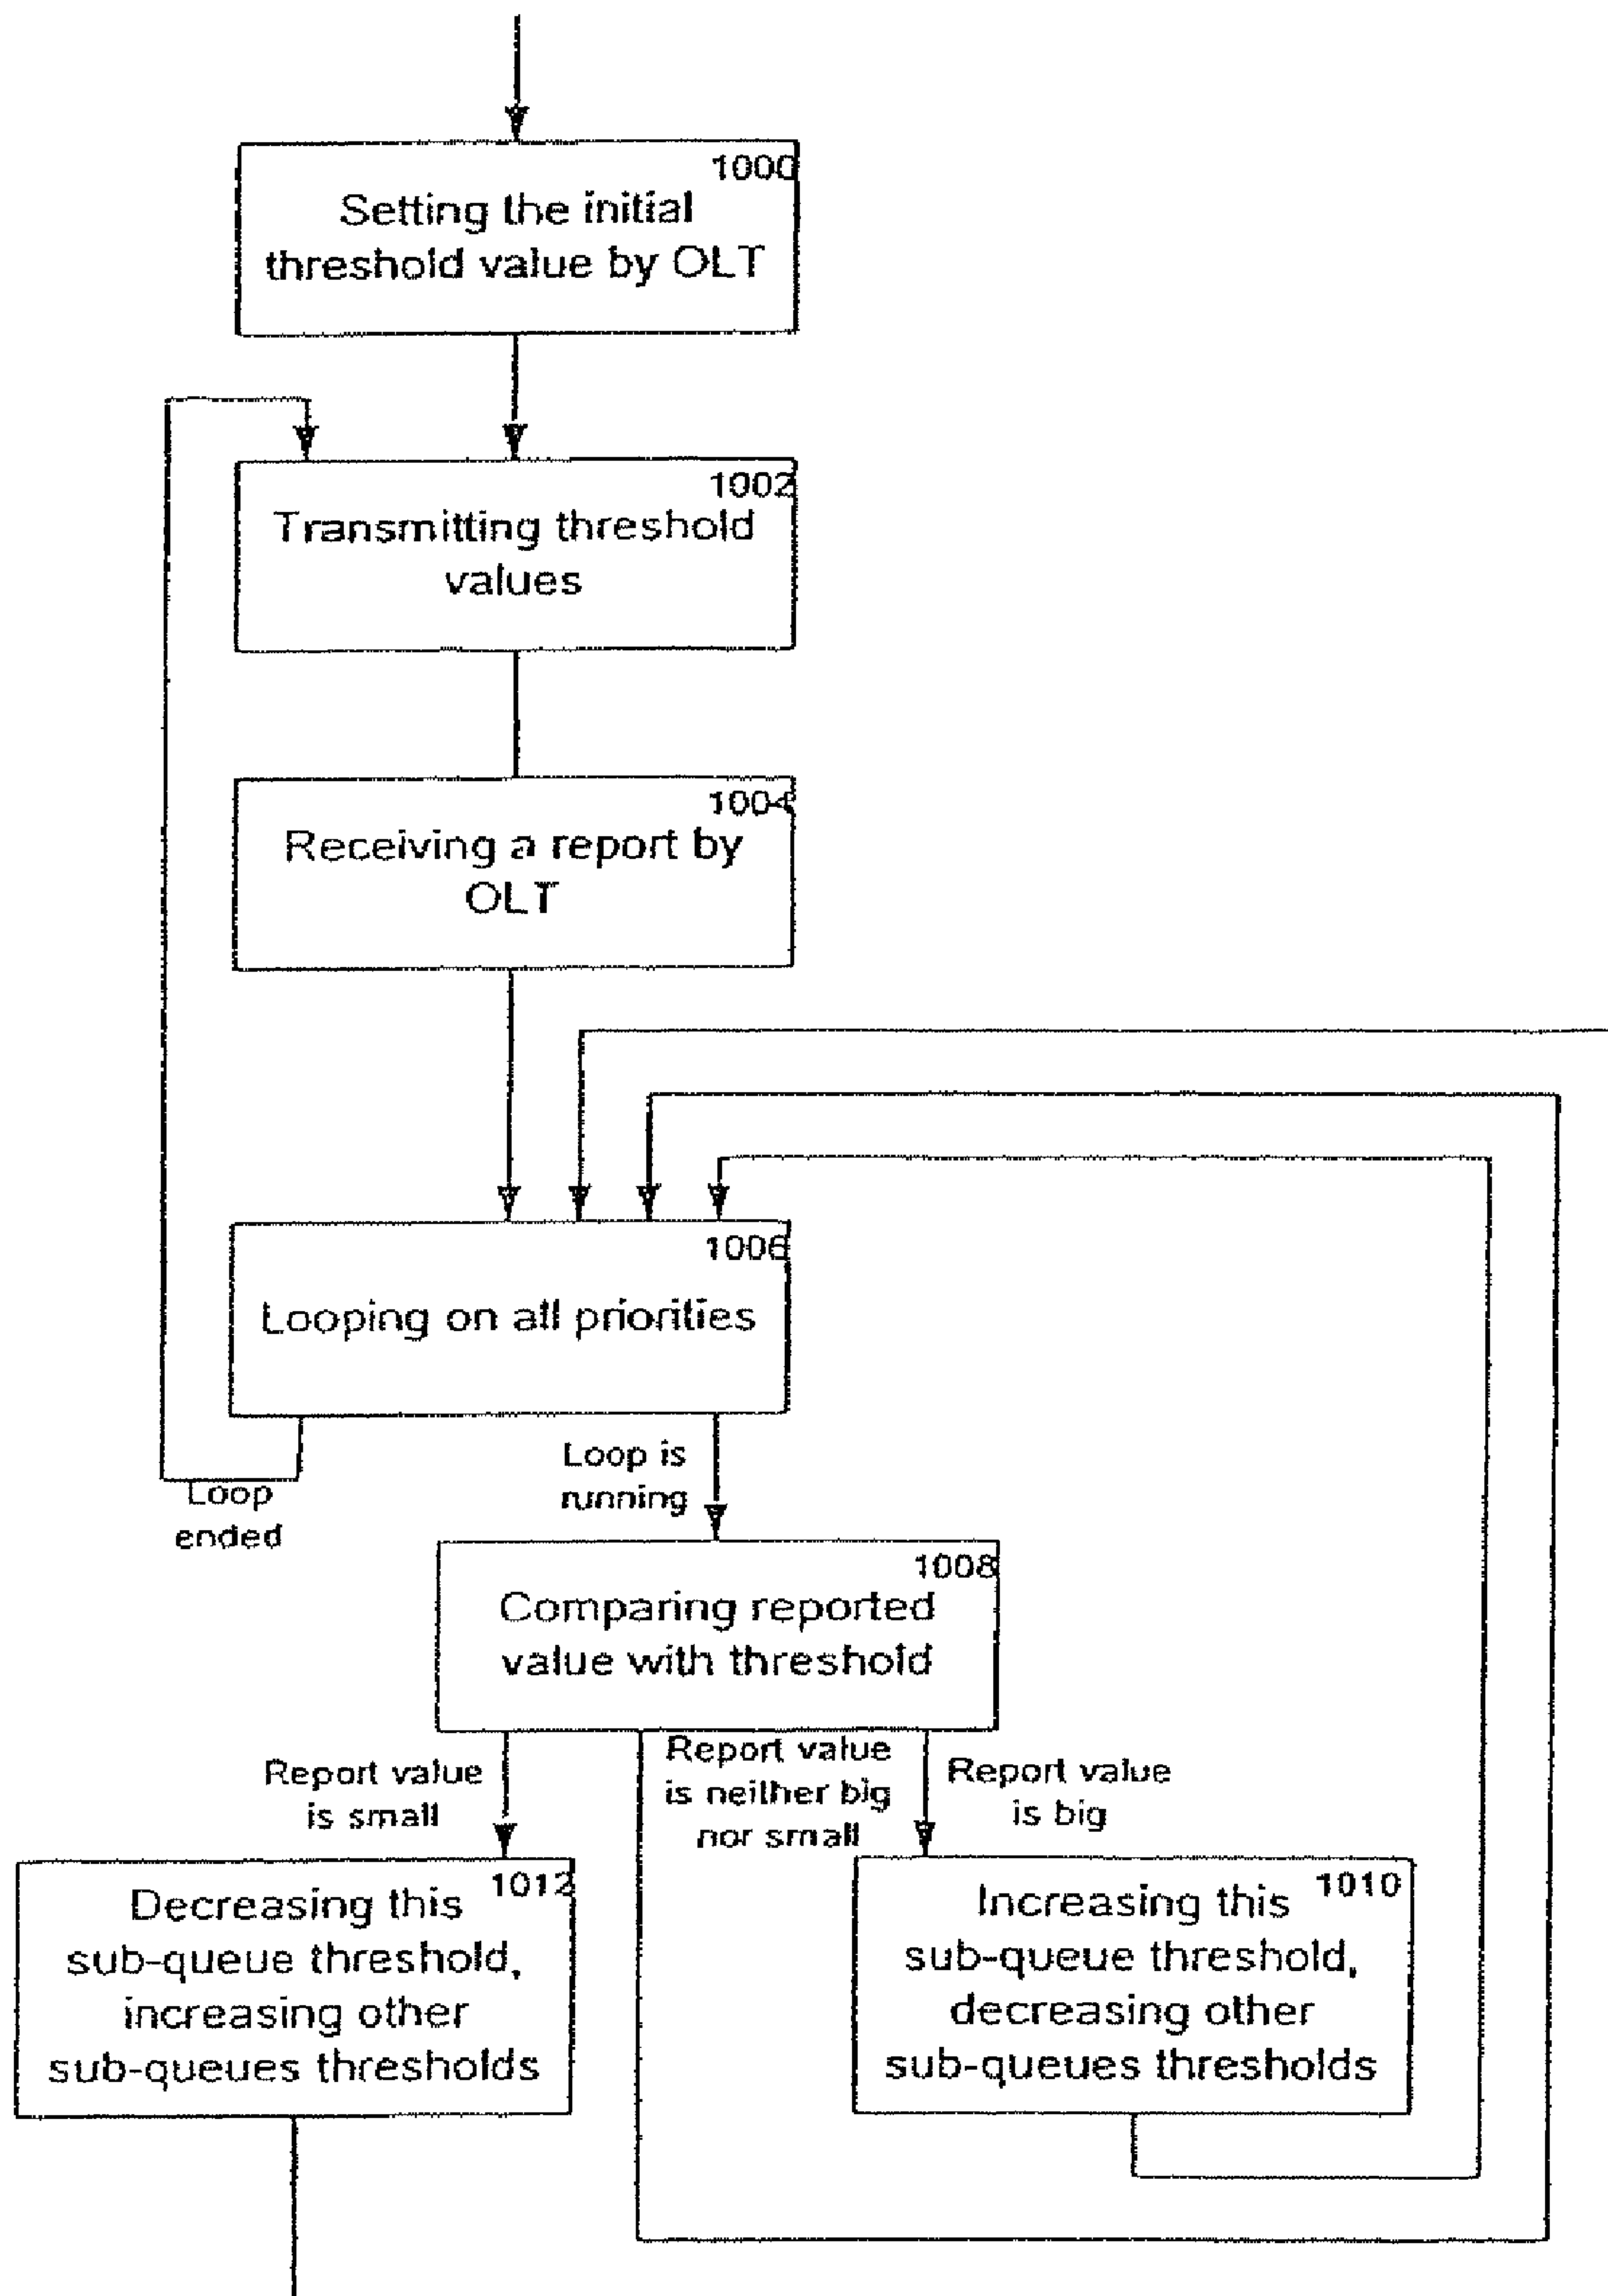 1000
Setting the initial
threshold value by OLT
1002
Transmitting threshold
values
1004
Receiving a report by
OLT
1006
Looping on all priorities
Loop is
running
Loop
ended
1008
Comparing reported
value with threshold
Report value
is small
Report value
is neither big
nor small
Report value
is big
1012
Decreasing this
sub-queue threshold,
increasing other
sub-queues thresholds
1010
Increasing this
sub-queue threshold,
decreasing other
sub-queues thresholds